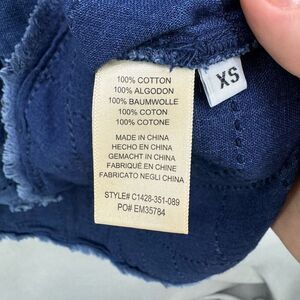 100% COTTON
100% ALGODON
100% BAUMWOLLE
100% COTON
100% COTONE
MADE IN CHINA
HECHO EN CHINA
GEMACHT IN CHINA
FABRIQUÉ EN CHINE
FABRICATO NEGLI CHINA
STYLE# C1428-351-089
PO# EM35784
XS